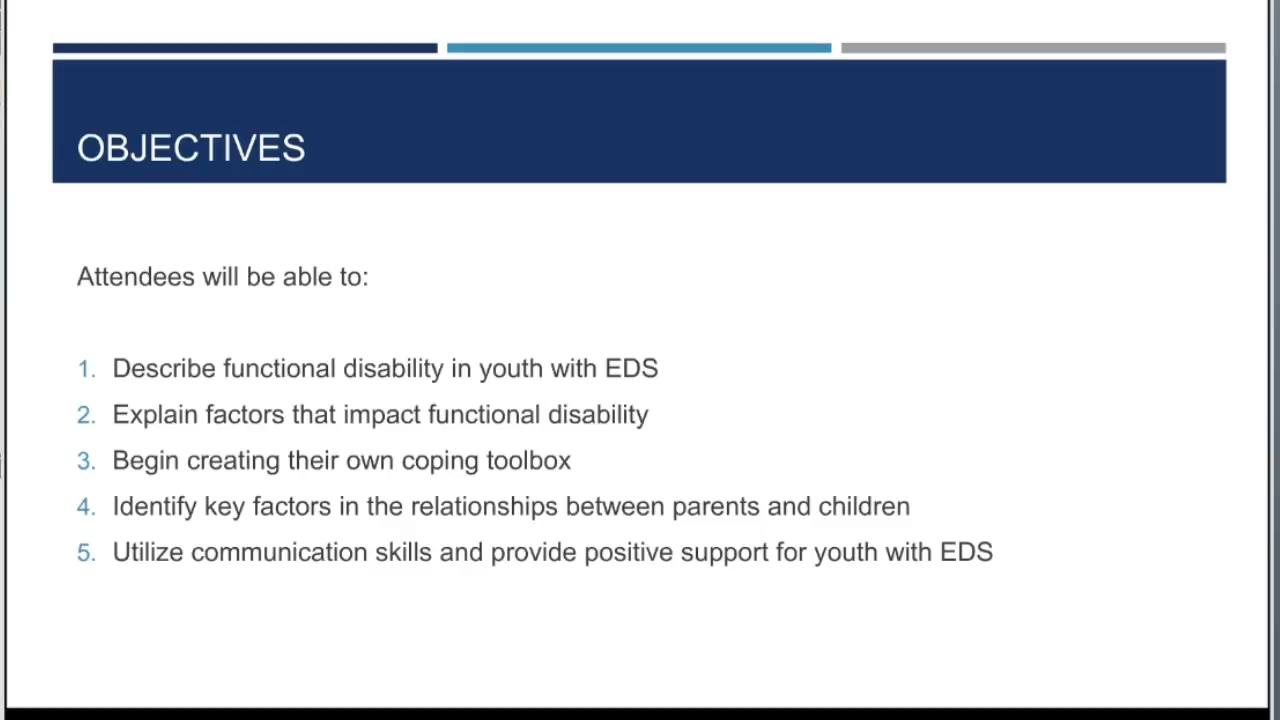 OBJECTIVES
Attendees will be able to:
1. Describe functional disability in youth with EDS
2. Explain factors that impact functional disability
3. Begin creating their own coping toolbox
4. Identify key factors in the relationships between parents and children
5. Utilize communication skills and provide positive support for youth with EDS